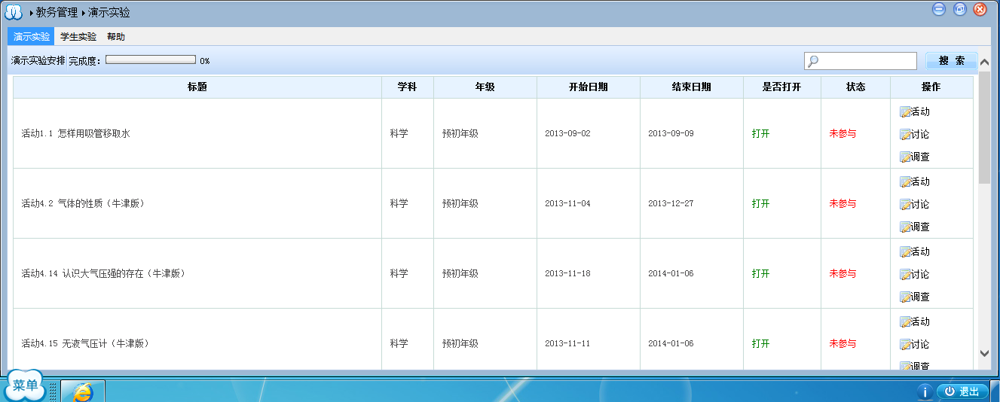 教务管理 演示实验
演示实验 学生实验 帮助
演示实验安排 完成度: 0% 搜 索
标题 学科 年级 开始日期 结束日期 是否打开 状态 操作
活动
活动1.1 怎样用吸管移取水 科学 预初年级 2013-09-02 2013-09-09 打开 未参与 讨论
调查
活动
活动4.2 气体的性质（牛津版） 科学 预初年级 2013-11-04 2013-12-27 打开 未参与 讨论
调查
活动
活动4.14 认识大气压强的存在（牛津版） 科学 预初年级 2013-11-18 2014-01-06 打开 未参与 讨论
调查
活动
活动4.15 无液气压计（牛津版） 科学 预初年级 2013-11-11 2014-01-06 打开 未参与 讨论
调查
菜单 退出